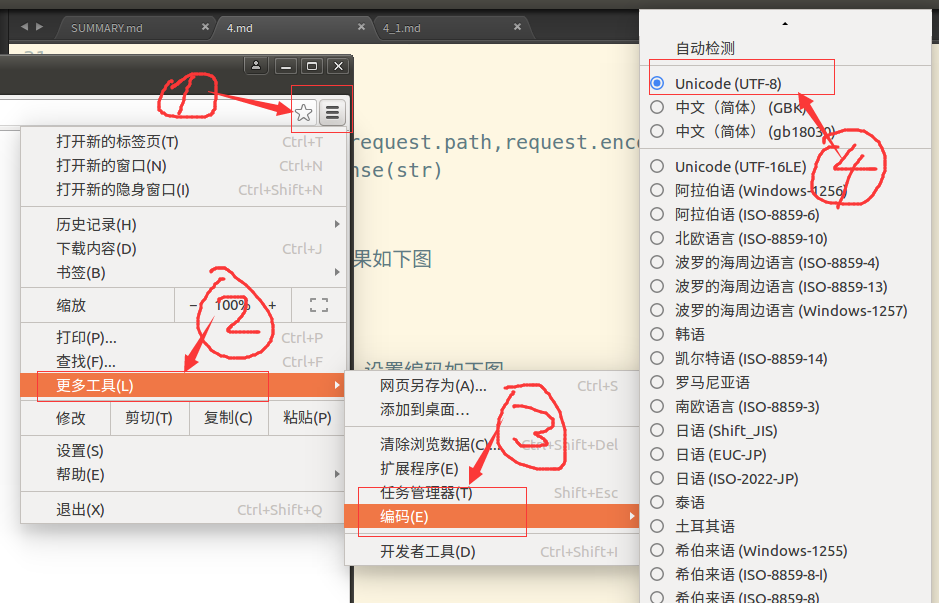 SUMMARY.md
4.md
4_1.md
request.path,request.enco
nse(str)
果如下图
设置编码如下图
1
打开新的标签页(T) Ctrl+T
打开新的窗口(N) Ctrl+N
打开新的隐身窗口(I) Ctrl+Shift+N
历史记录(H)
下载内容(D) Ctrl+J
书签(B)
缩放 − 100% +
2
打印(P)... Ctrl+P
查找(F)... Ctrl+F
更多工具(L)
修改 剪切(T) 复制(C) 粘贴(P)
设置(S)
帮助(E)
退出(X) Ctrl+Shift+Q
网页另存为(A)... Ctrl+S
添加到桌面...
3
清除浏览数据(C)... Ctrl+Shift+Del
扩展程序(E)
任务管理器(T) Shift+Esc
编码(E)
开发者工具(D) Ctrl+Shift+I
自动检测
Unicode (UTF-8)
中文（简体） (GBK)
中文（简体） (gb18030)
4
Unicode (UTF-16LE)
阿拉伯语 (Windows-1256)
阿拉伯语 (ISO-8859-6)
北欧语言 (ISO-8859-10)
波罗的海周边语言 (ISO-8859-4)
波罗的海周边语言 (ISO-8859-13)
波罗的海周边语言 (Windows-1257)
韩语
凯尔特语 (ISO-8859-14)
罗马尼亚语
南欧语言 (ISO-8859-3)
日语 (Shift_JIS)
日语 (EUC-JP)
日语 (ISO-2022-JP)
泰语
土耳其语
希伯来语 (Windows-1255)
希伯来语 (ISO-8859-8-I)
希伯来语 (ISO-8859-8)